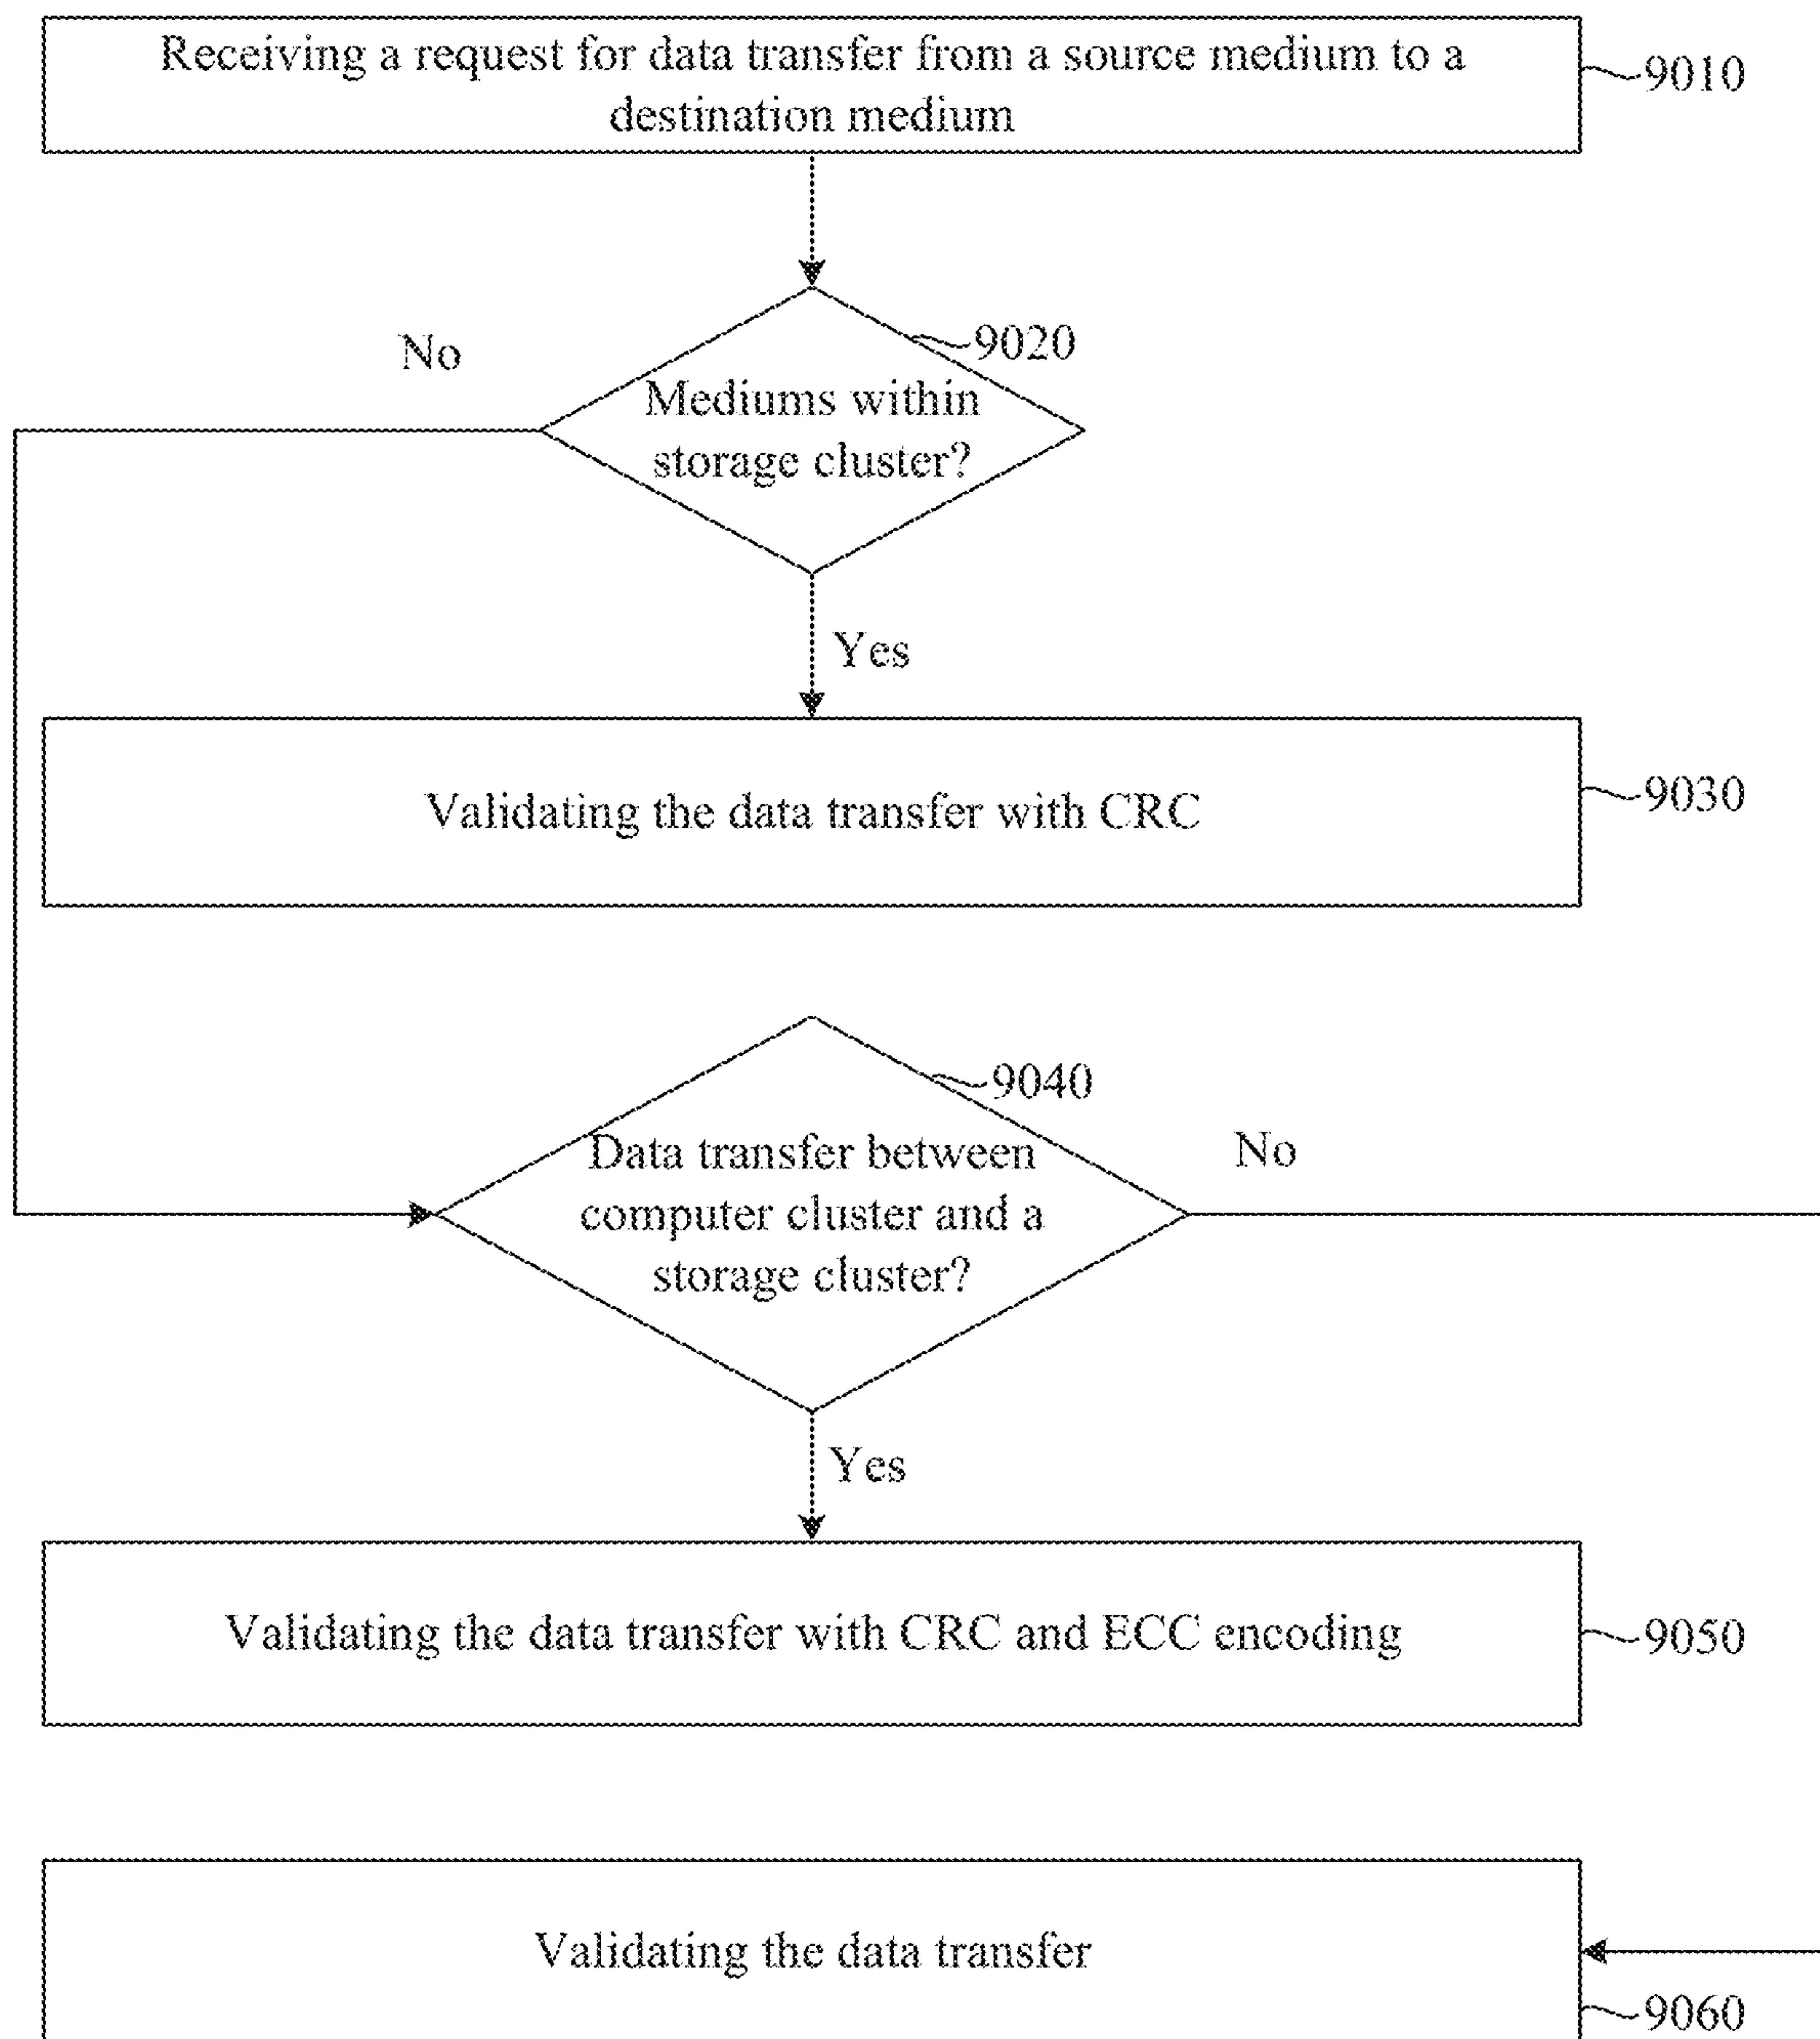 Receiving a request for data transfer from a source medium to a
destination medium
9010
No
9020
Mediums within
storage cluster?
Yes
Validating the data transfer with CRC
9030
9040
Data transfer between
computer cluster and a
storage cluster?
No
Yes
Validating the data transfer with CRC and ECC encoding
9050
Validating the data transfer
9060